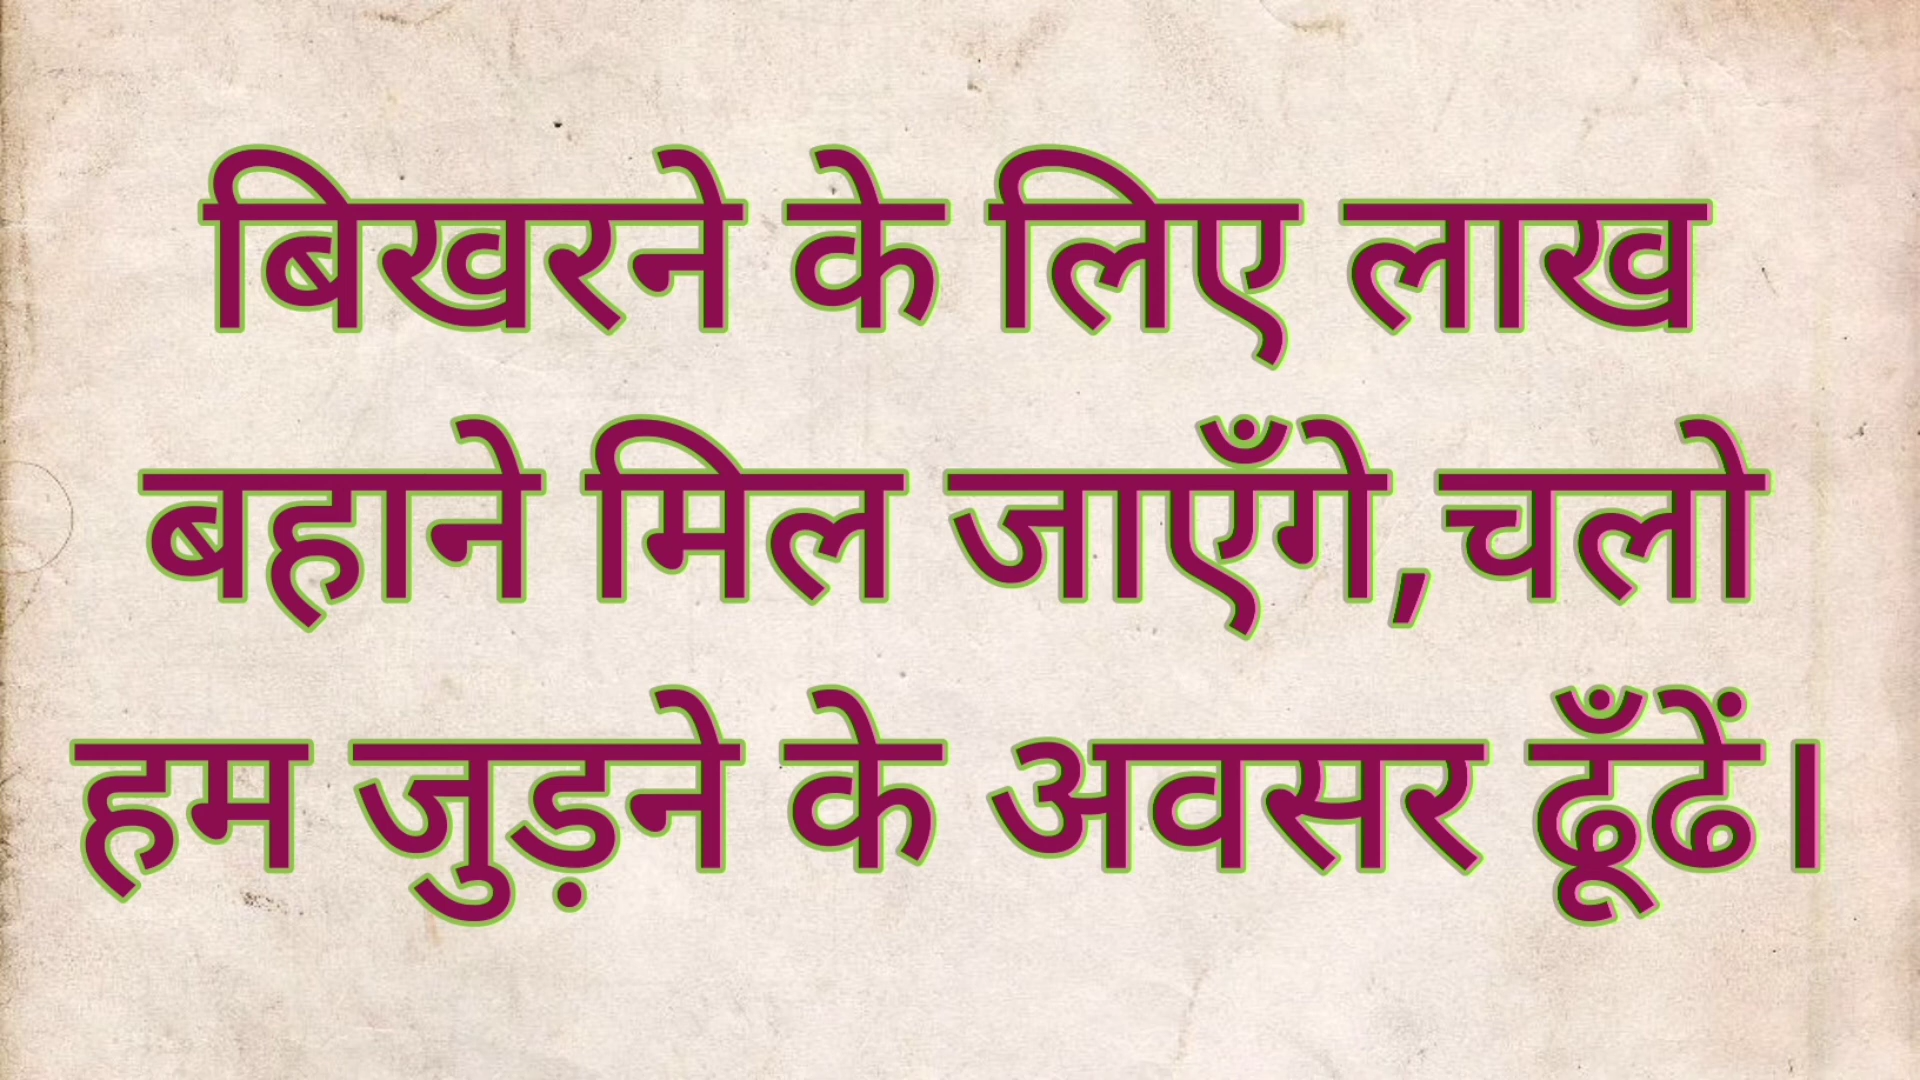 बिखरने के लिए लाख
बहाने मिल जाएँगे,चलो
हम जुड़ने के अवसर ढूँढें।